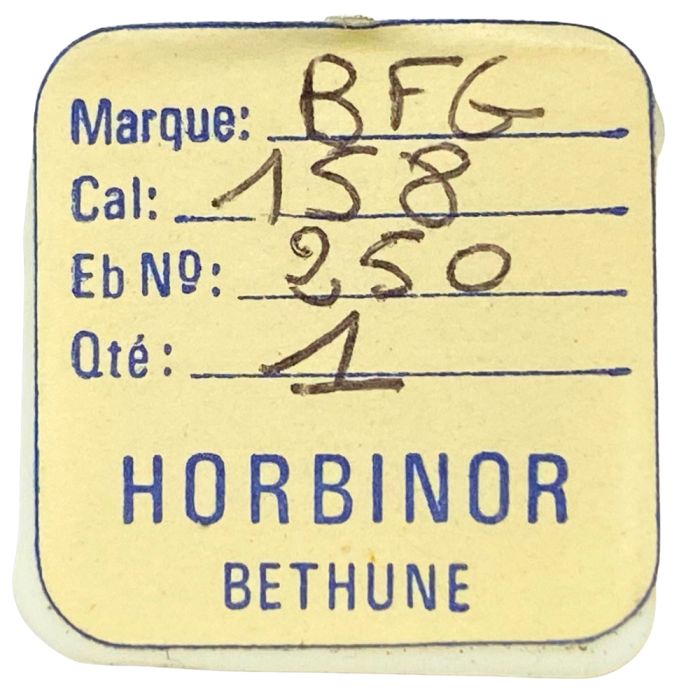 Marque: BFG
Cal: 158
Eb Nº: 250
Qté: 1
HORBINOR
BETHUNE